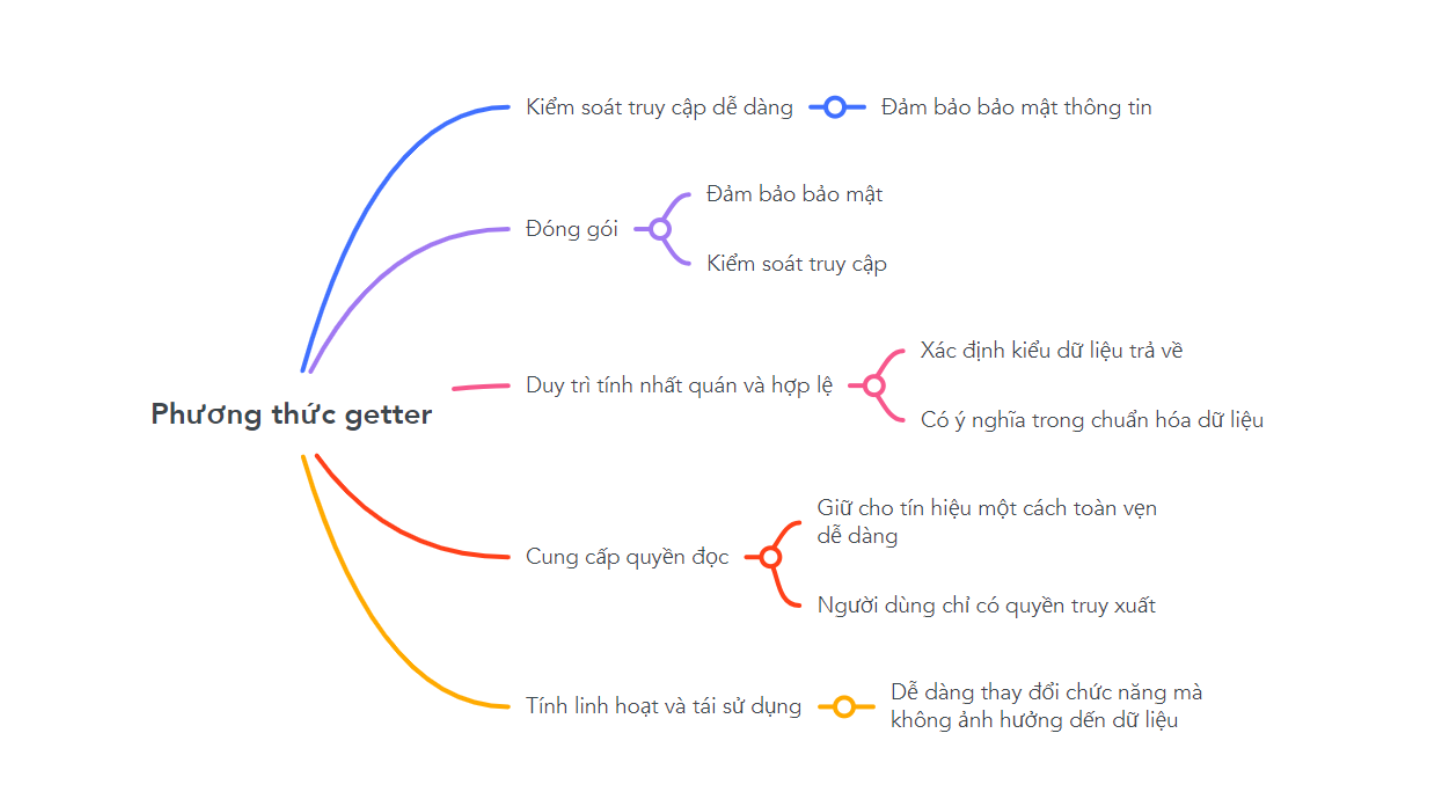 Kiểm soát truy cập dễ dàng
Đảm bảo bảo mật thông tin
Đóng gói
Đảm bảo bảo mật
Kiểm soát truy cập
Phương thức getter
Duy trì tính nhất quán và hợp lệ
Xác định kiểu dữ liệu trả về
Có ý nghĩa trong chuẩn hóa dữ liệu
Cung cấp quyền đọc
Giữ cho tín hiệu một cách toàn vẹn
dễ dàng
Người dùng chỉ có quyền truy xuất
Tính linh hoạt và tái sử dụng
Dễ dàng thay đổi chức năng mà
không ảnh hưởng dến dữ liệu